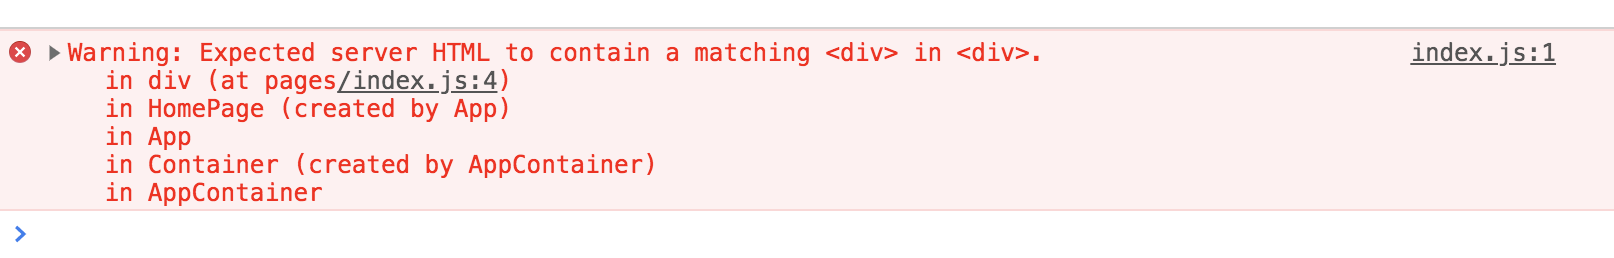 Warning: Expected server HTML to contain a matching <div> in <div>. index.js:1
in div (at pages/index.js:4)
in HomePage (created by App)
in App
in Container (created by AppContainer)
in AppContainer